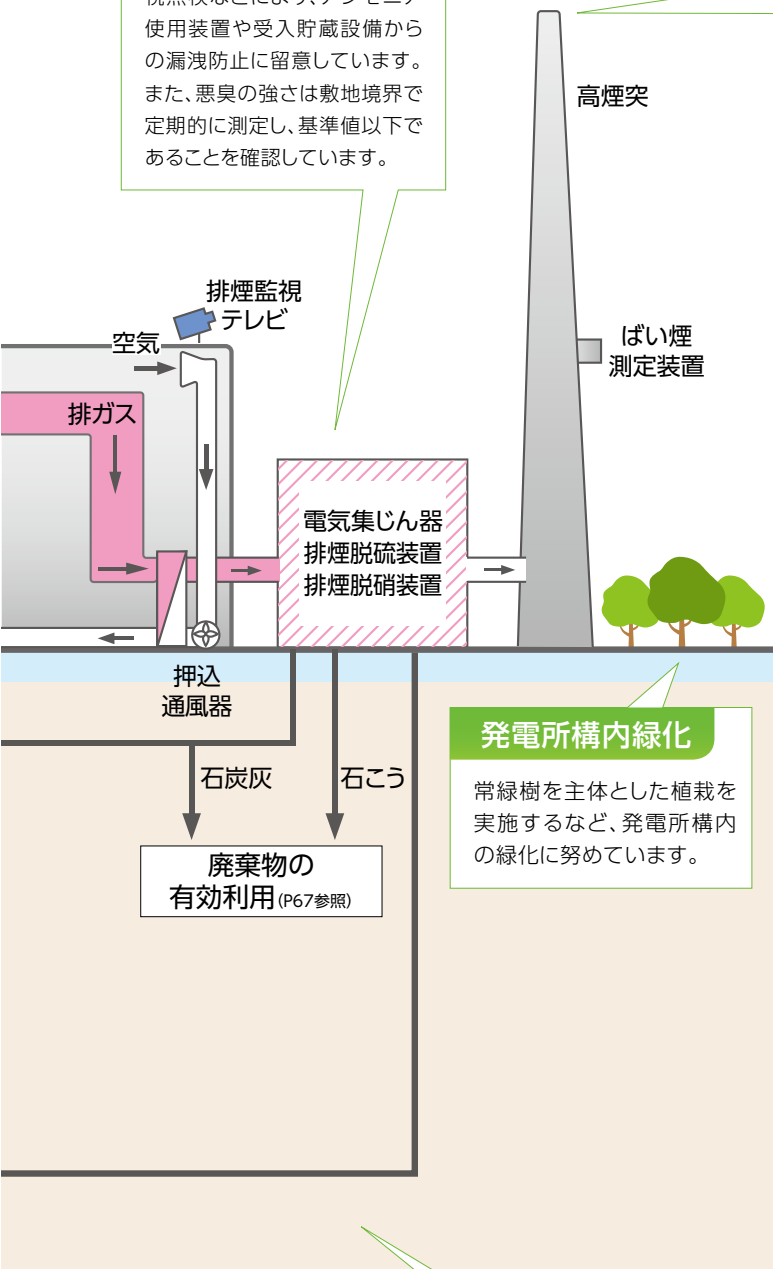 使用装置や受入貯蔵設備から
の漏洩防止に留意しています。
また、悪臭の強さは敷地境界で
定期的に測定し、基準値以下で
あることを確認しています。
高煙突
排煙監視
テレビ
空気
ばい煙
測定装置
排ガス
電気集じん器
排煙脱硫装置
排煙脱硝装置
押込
通風器
発電所構内緑化
常緑樹を主体とした植栽を
実施するなど、発電所構内
の緑化に努めています。
石炭灰
石こう
廃棄物の
有効利用(P67参照)